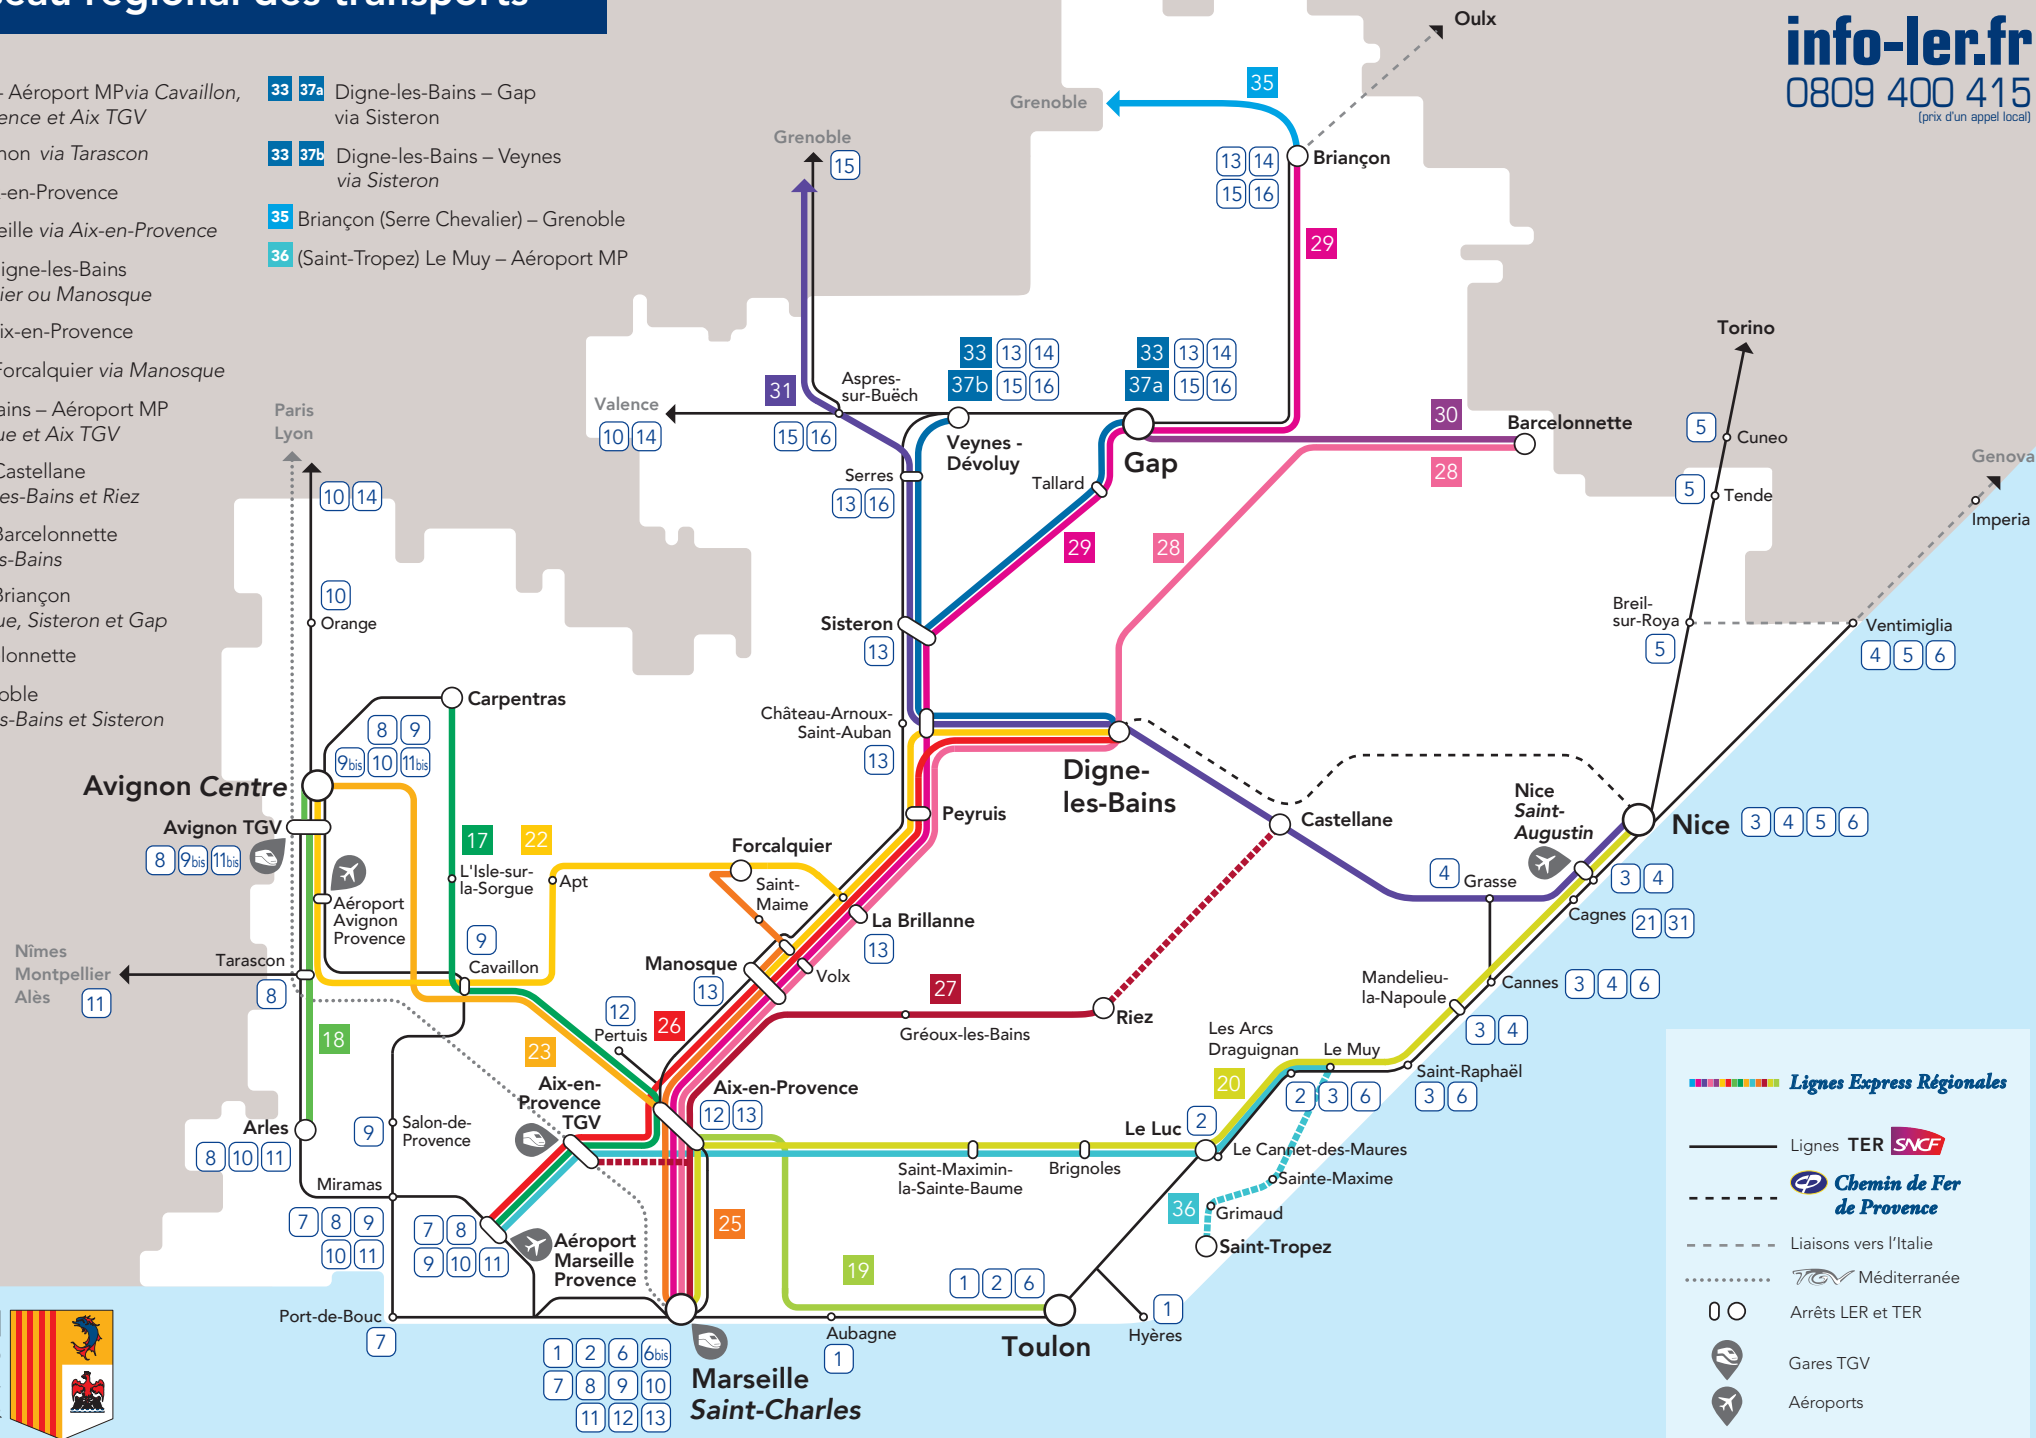 seau régional des transports
– Aéroport MPvia Cavaillon,
ence et Aix TGV
non via Tarascon
-en-Provence
eille via Aix-en-Provence
igne-les-Bains
ier ou Manosque
ix-en-Provence
Forcalquier via Manosque
ains – Aéroport MP
ue et Aix TGV
Castellane
es-Bains et Riez
Barcelonnette
s-Bains
Briançon
ue, Sisteron et Gap
elonnette
oble
s-Bains et Sisteron
33 37a Digne-les-Bains – Gap
via Sisteron
33 37b Digne-les-Bains – Veynes
via Sisteron
35 Briançon (Serre Chevalier) – Grenoble
36 (Saint-Tropez) Le Muy – Aéroport MP
info-ler.fr
0809 400 415
(prix d'un appel local)
Oulx
35
Grenoble
Grenoble
15
13 14
15 16
Briançon
29
Torino
33 13 14
37b 15 16
33 13 14
37a 15 16
31
Aspres-
sur-Buëch
Valence
10 14
15 16
Veynes -
Dévoluy
Gap
30
Barcelonnette
28
5
Cuneo
5
Tende
Genova
Imperia
Paris
Lyon
10 14
Serres
13 16
Tallard
29
28
10
Orange
Sisteron
13
Breil-
sur-Roya
5
Ventimiglia
4 5 6
Carpentras
8 9
9bis 10 11bis
Château-Arnoux-
Saint-Auban
13
Avignon Centre
Avignon TGV
8 9bis 11bis
Digne-
les-Bains
Peyruis
Castellane
Nice
Saint-
Augustin
Nice 3 4 5 6
17
22
L'Isle-sur-
la-Sorgue
Apt
Forcalquier
Saint-
Maime
4
Grasse
3 4
Cagnes
21 31
Aéroport
Avignon
Provence
La Brillanne
13
9
Cavaillon
Nîmes
Montpellier
Alès
11
Tarascon
8
Manosque
13
Volx
27
Gréoux-les-Bains
Riez
Mandelieu-
la-Napoule
Cannes 3 4 6
3 4
18
23
12
Pertuis
26
Les Arcs
Draguignan
Le Muy
20
2 3 6
Saint-Raphaël
3 6
Aix-en-
Provence
TGV
Aix-en-Provence
12 13
Arles
8 10 11
9
Salon-de-
Provence
Le Luc
2
Le Cannet-des-Maures
Saint-Maximin-
la-Sainte-Baume
Brignoles
Sainte-Maxime
36
Grimaud
Saint-Tropez
Miramas
7 8 9
10 11
7 8
9 10 11
Aéroport
Marseille
Provence
25
19
1 2 6
Port-de-Bouc
7
Aubagne
1
Toulon
1
Hyères
1 2 6 6bis
7 8 9 10
11 12 13
Marseille
Saint-Charles
Lignes Express Régionales
Lignes TER SNCF
CP Chemin de Fer
de Provence
Liaisons vers l'Italie
TGV Méditerranée
Arrêts LER et TER
Gares TGV
Aéroports